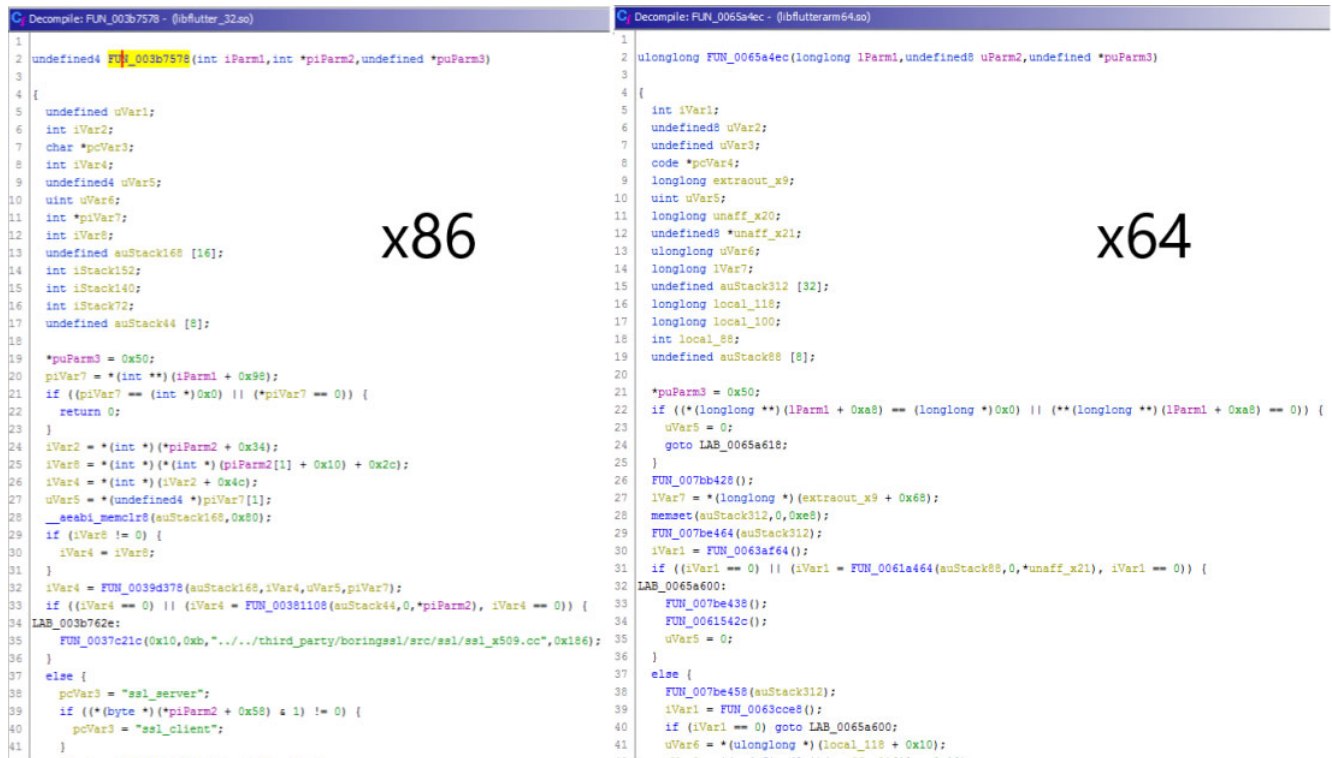 Decompile: FUN_003b7578 - (libflutter_32.so)
1
2 undefined4 FUN_003b7578(int iParm1,int *piParm2,undefined *puParm3)
3
4 {
5 undefined uVar1;
6 int iVar2;
7 char *pcVar3;
8 int iVar4;
9 undefined4 uVar5;
10 uint uVar6;
11 int *piVar7;
12 int iVar8;
13 undefined auStack168 [16];
14 int iStack152;
15 int iStack140;
16 int iStack72;
17 undefined auStack44 [8];
18
19 *puParm3 = 0x50;
20 piVar7 = *(int **)(iParm1 + 0x98);
21 if ((piVar7 == (int *)0x0) || (*piVar7 == 0)) {
22 return 0;
23 }
24 iVar2 = *(int *)(*piParm2 + 0x34);
25 iVar8 = *(int *)(*(int *)(piParm2[1] + 0x10) + 0x2c);
26 iVar4 = *(int *)(iVar2 + 0x4c);
27 uVar5 = *(undefined4 *)piVar7[1];
28 __aeabi_memclr8(auStack168,0x80);
29 if (iVar8 != 0) {
30 iVar4 = iVar8;
31 }
32 iVar4 = FUN_0039d378(auStack168,iVar4,uVar5,piVar7);
33 if ((iVar4 == 0) || (iVar4 = FUN_00381108(auStack44,0,*piParm2), iVar4 == 0)) {
34 LAB_003b762e:
35 FUN_0037c21c(0x10,0xb,"../../third_party/boringssl/src/ssl/ssl_x509.cc",0x186);
36 }
37 else {
38 pcVar3 = "ssl_server";
39 if ((*(byte *)(*piParm2 + 0x58) & 1) != 0) {
40 pcVar3 = "ssl_client";
41 }
x86
Decompile: FUN_0065a4ec - (libflutterarm64.so)
1
2 ulonglong FUN_0065a4ec(longlong lParm1,undefined8 uParm2,undefined *puParm3)
3
4 {
5 int iVar1;
6 undefined8 uVar2;
7 undefined uVar3;
8 code *pcVar4;
9 longlong extraout_x9;
10 uint uVar5;
11 longlong unaff_x20;
12 undefined8 *unaff_x21;
13 ulonglong uVar6;
14 longlong lVar7;
15 undefined auStack312 [32];
16 longlong local_118;
17 longlong local_100;
18 int local_88;
19 undefined auStack88 [8];
20
21 *puParm3 = 0x50;
22 if ((*(longlong **)(lParm1 + 0xa8) == (longlong *)0x0) || (**(longlong **)(lParm1 + 0xa8) == 0)) {
23 uVar5 = 0;
24 goto LAB_0065a618;
25 }
26 FUN_007bb428();
27 lVar7 = *(longlong *)(extraout_x9 + 0x68);
28 memset(auStack312,0,0xe8);
29 FUN_007be464(auStack312);
30 iVar1 = FUN_0063af64();
31 if ((iVar1 == 0) || (iVar1 = FUN_0061a464(auStack88,0,*unaff_x21), iVar1 == 0)) {
32 LAB_0065a600:
33 FUN_007be438();
34 FUN_0061542c();
35 uVar5 = 0;
36 }
37 else {
38 FUN_007be458(auStack312);
39 iVar1 = FUN_0063cce8();
40 if (iVar1 == 0) goto LAB_0065a600;
41 uVar6 = *(ulonglong *)(local_118 + 0x10);
x64